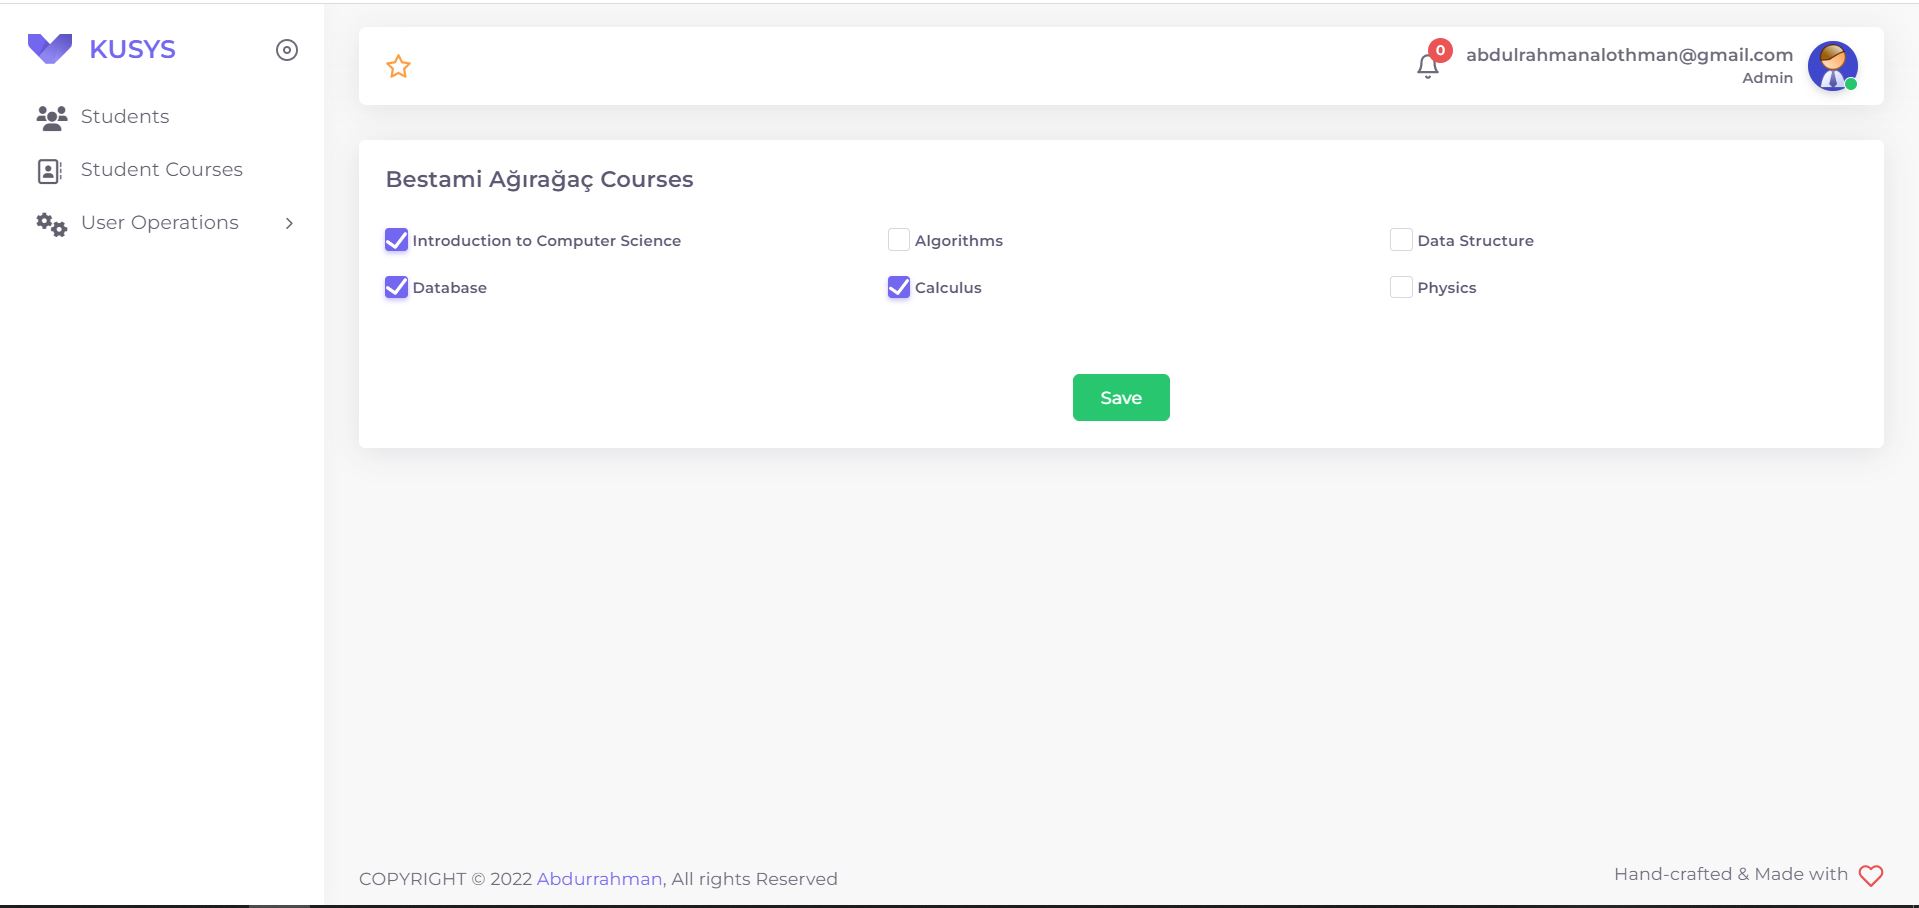 KUSYS
Students
Student Courses
User Operations
0
abdulrahmanalothman@gmail.com
Admin
Bestami Ağırağaç Courses
Introduction to Computer Science
Algorithms
Data Structure
Database
Calculus
Physics
Save
COPYRIGHT © 2022 Abdurrahman, All rights Reserved
Hand-crafted & Made with